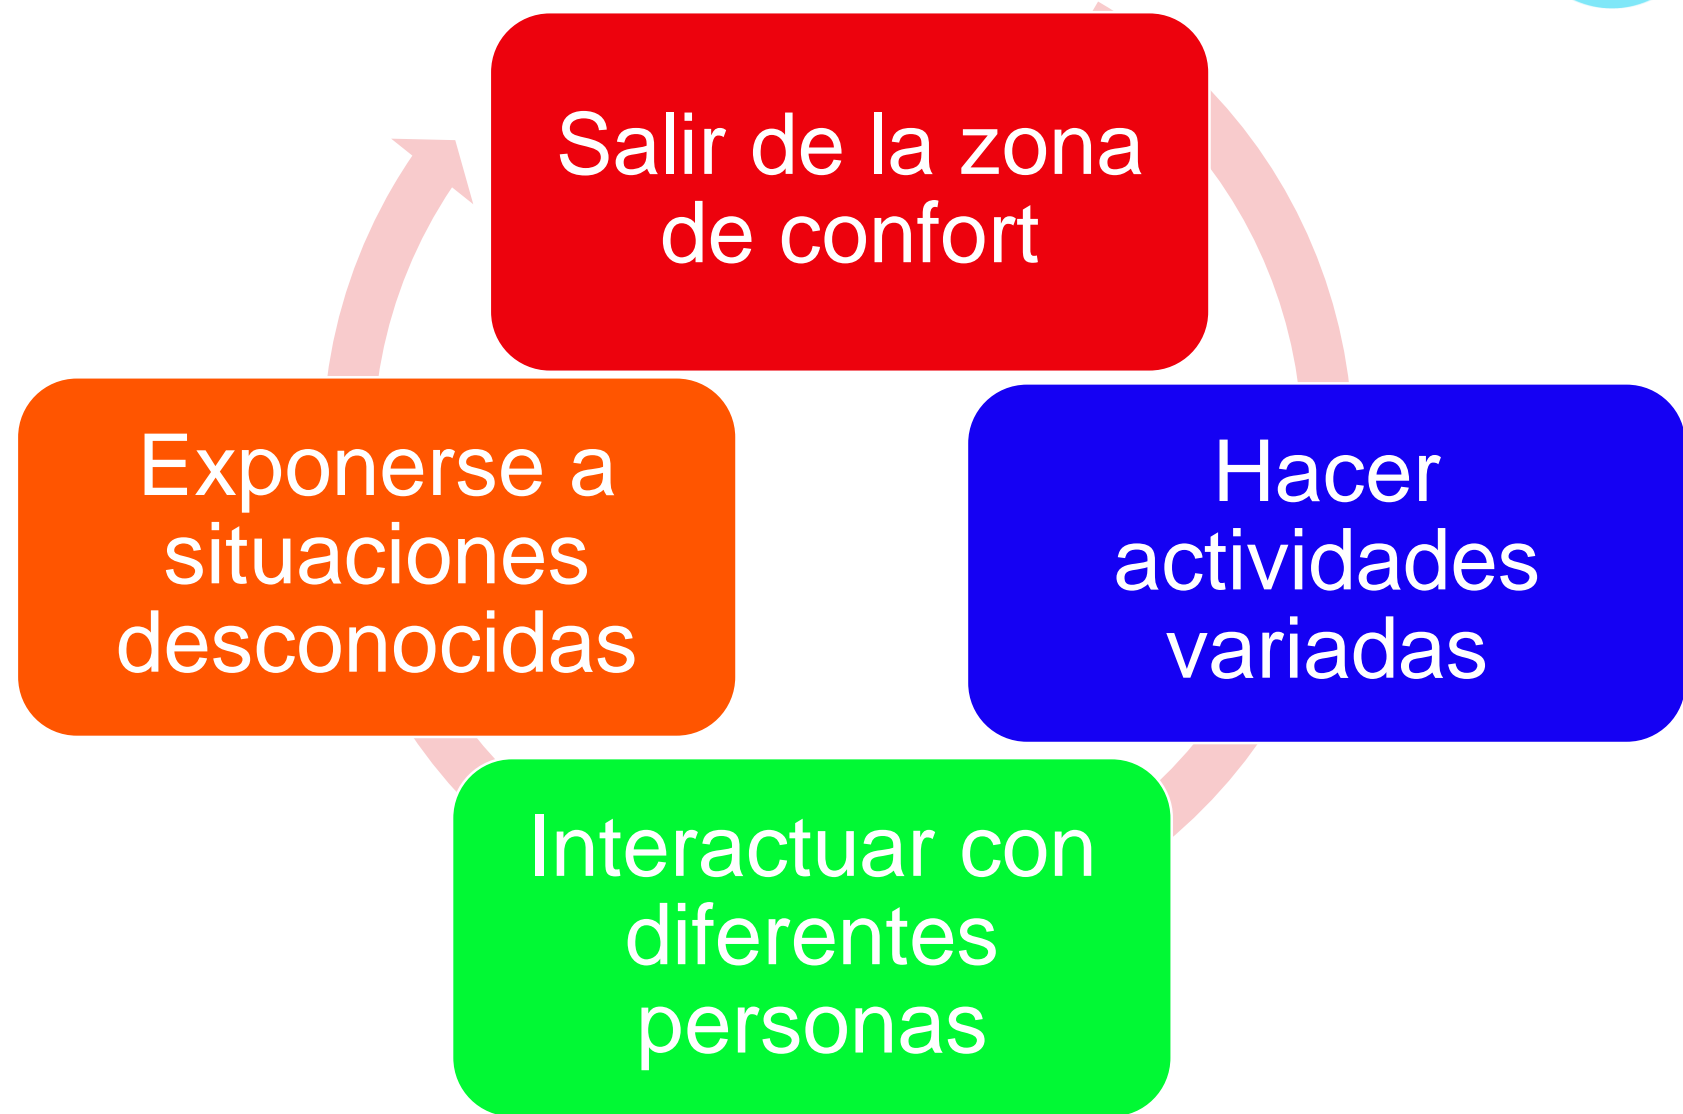 Salir de la zona
de confort
Exponerse a
situaciones
desconocidas
Hacer
actividades
variadas
Interactuar con
diferentes
personas